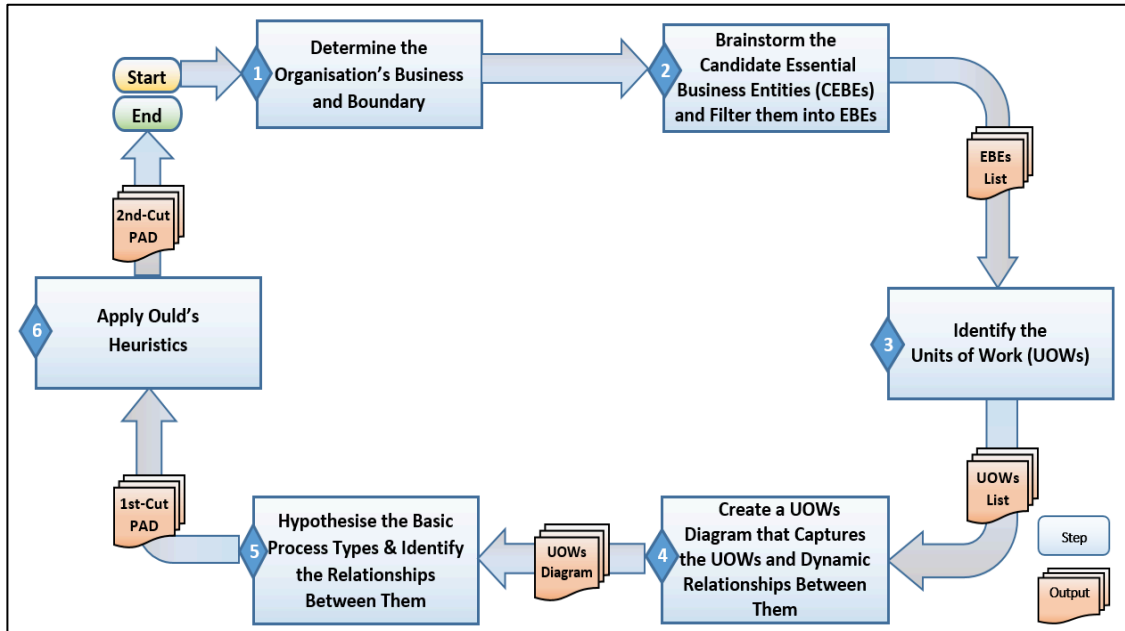 Start
End
1
Determine the
Organisation's Business
and Boundary
2
Brainstorm the
Candidate Essential
Business Entities (CEBEs)
and Filter them into EBEs
EBEs
List
3
Identify the
Units of Work (UOWs)
UOWs
List
4
Create a UOWs
Diagram that Captures
the UOWs and Dynamic
Relationships Between
Them
UOWs
Diagram
5
Hypothesise the Basic
Process Types & Identify
the Relationships
Between Them
1st-Cut
PAD
6
Apply Ould's
Heuristics
2nd-Cut
PAD
Step
Output